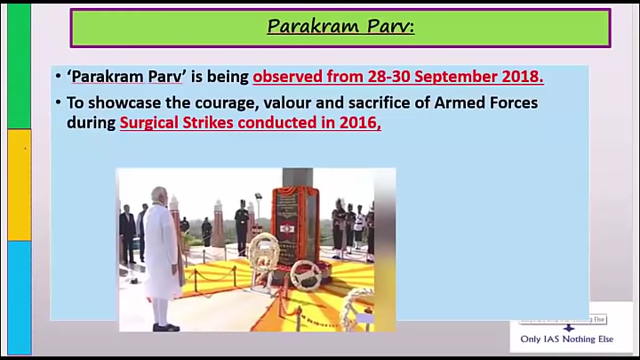 Parakram Parv:
• 'Parakram Parv' is being observed from 28-30 September 2018.
• To showcase the courage, valour and sacrifice of Armed Forces
during Surgical Strikes conducted in 2016,
Only IAS Nothing Else